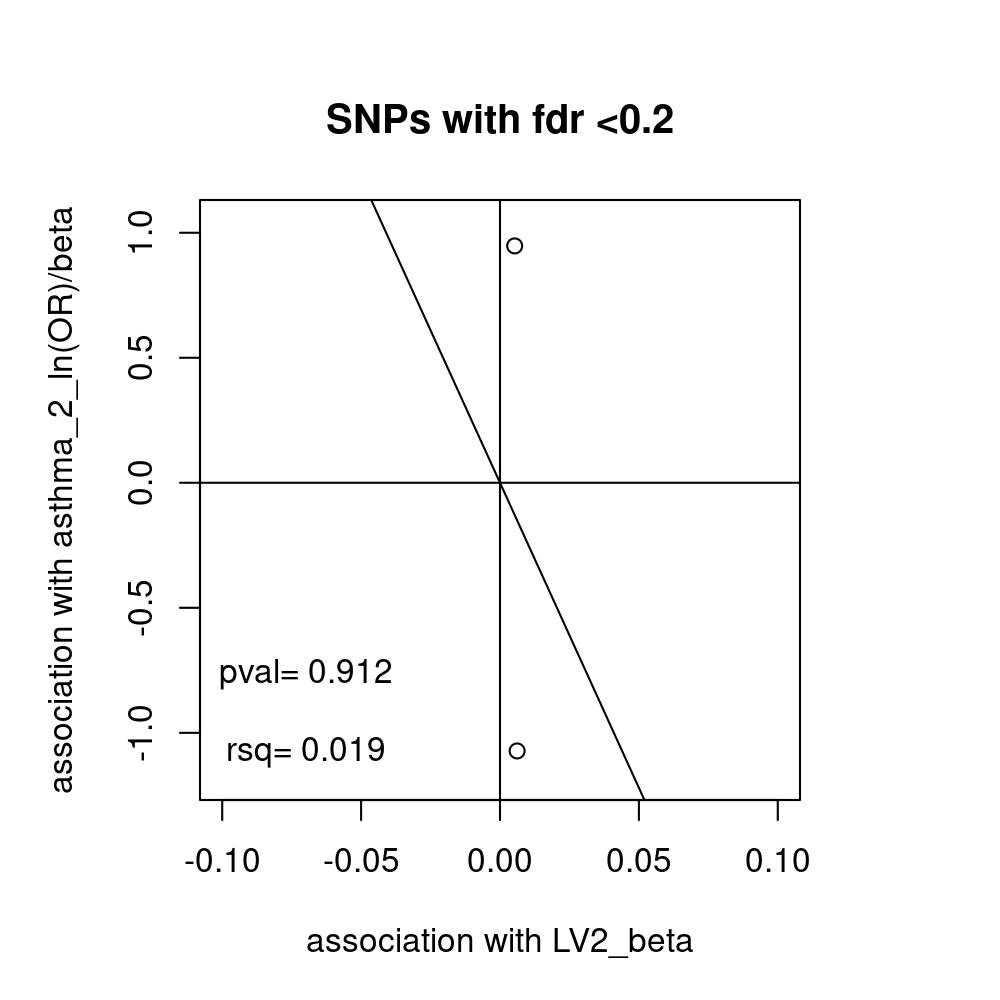 SNPs with fdr <0.2
association with asthma_2_ln(OR)/beta
1.0
0.5
0.0
-0.5
-1.0
pval= 0.912
rsq= 0.019
-0.10 -0.05 0.00 0.05 0.10
association with LV2_beta